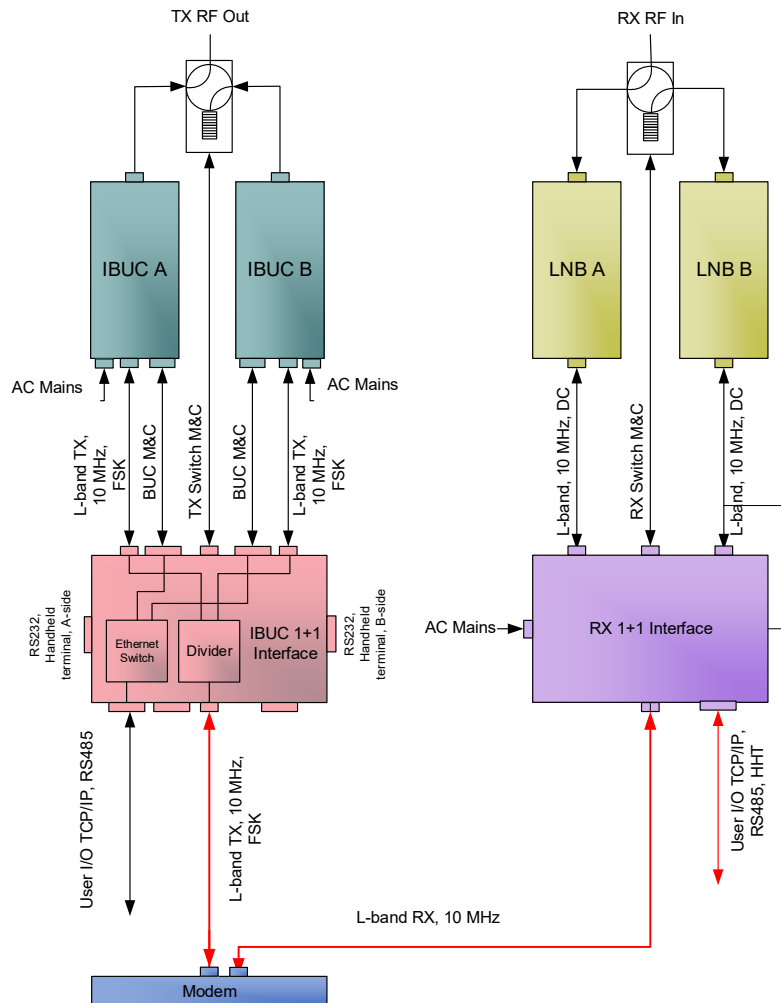 TX RF Out
RX RF In
IBUC A
IBUC B
LNB A
LNB B
AC Mains
AC Mains
L-band TX,
10 MHz,
FSK
BUC M&C
TX Switch M&C
BUC M&C
L-band TX,
10 MHz,
FSK
L-band, 10 MHz, DC
RX Switch M&C
L-band, 10 MHz, DC
RS232,
Handheld
terminal, A-side
Ethernet
Switch
Divider
IBUC 1+1
Interface
RS232,
Handheld
terminal, B-side
AC Mains
RX 1+1 Interface
User I/O TCP/IP, RS485
L-band TX, 10 MHz,
FSK
User I/O TCP/IP,
RS485, HHT
L-band RX, 10 MHz
Modem